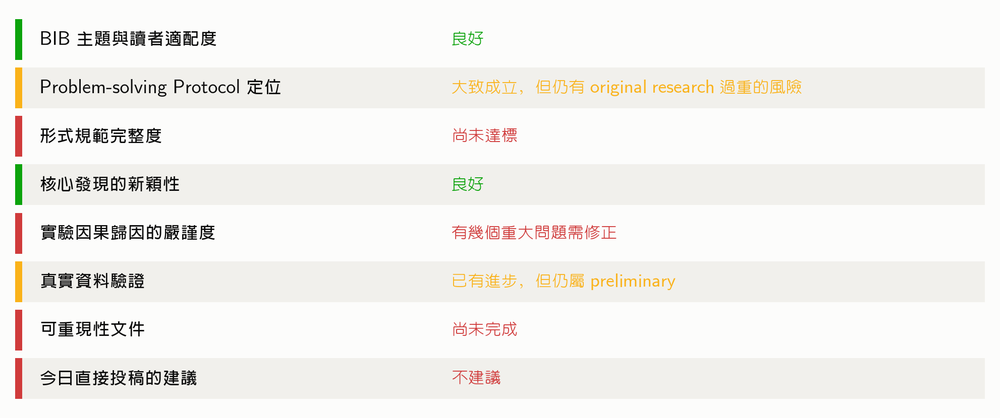 BIB 主題與讀者適配度 良好
Problem-solving Protocol 定位 大致成立，但仍有 original research 過重的風險
形式規範完整度 尚未達標
核心發現的新穎性 良好
實驗因果歸因的嚴謹度 有幾個重大問題需修正
真實資料驗證 已有進步，但仍屬 preliminary
可重現性文件 尚未完成
今日直接投稿的建議 不建議